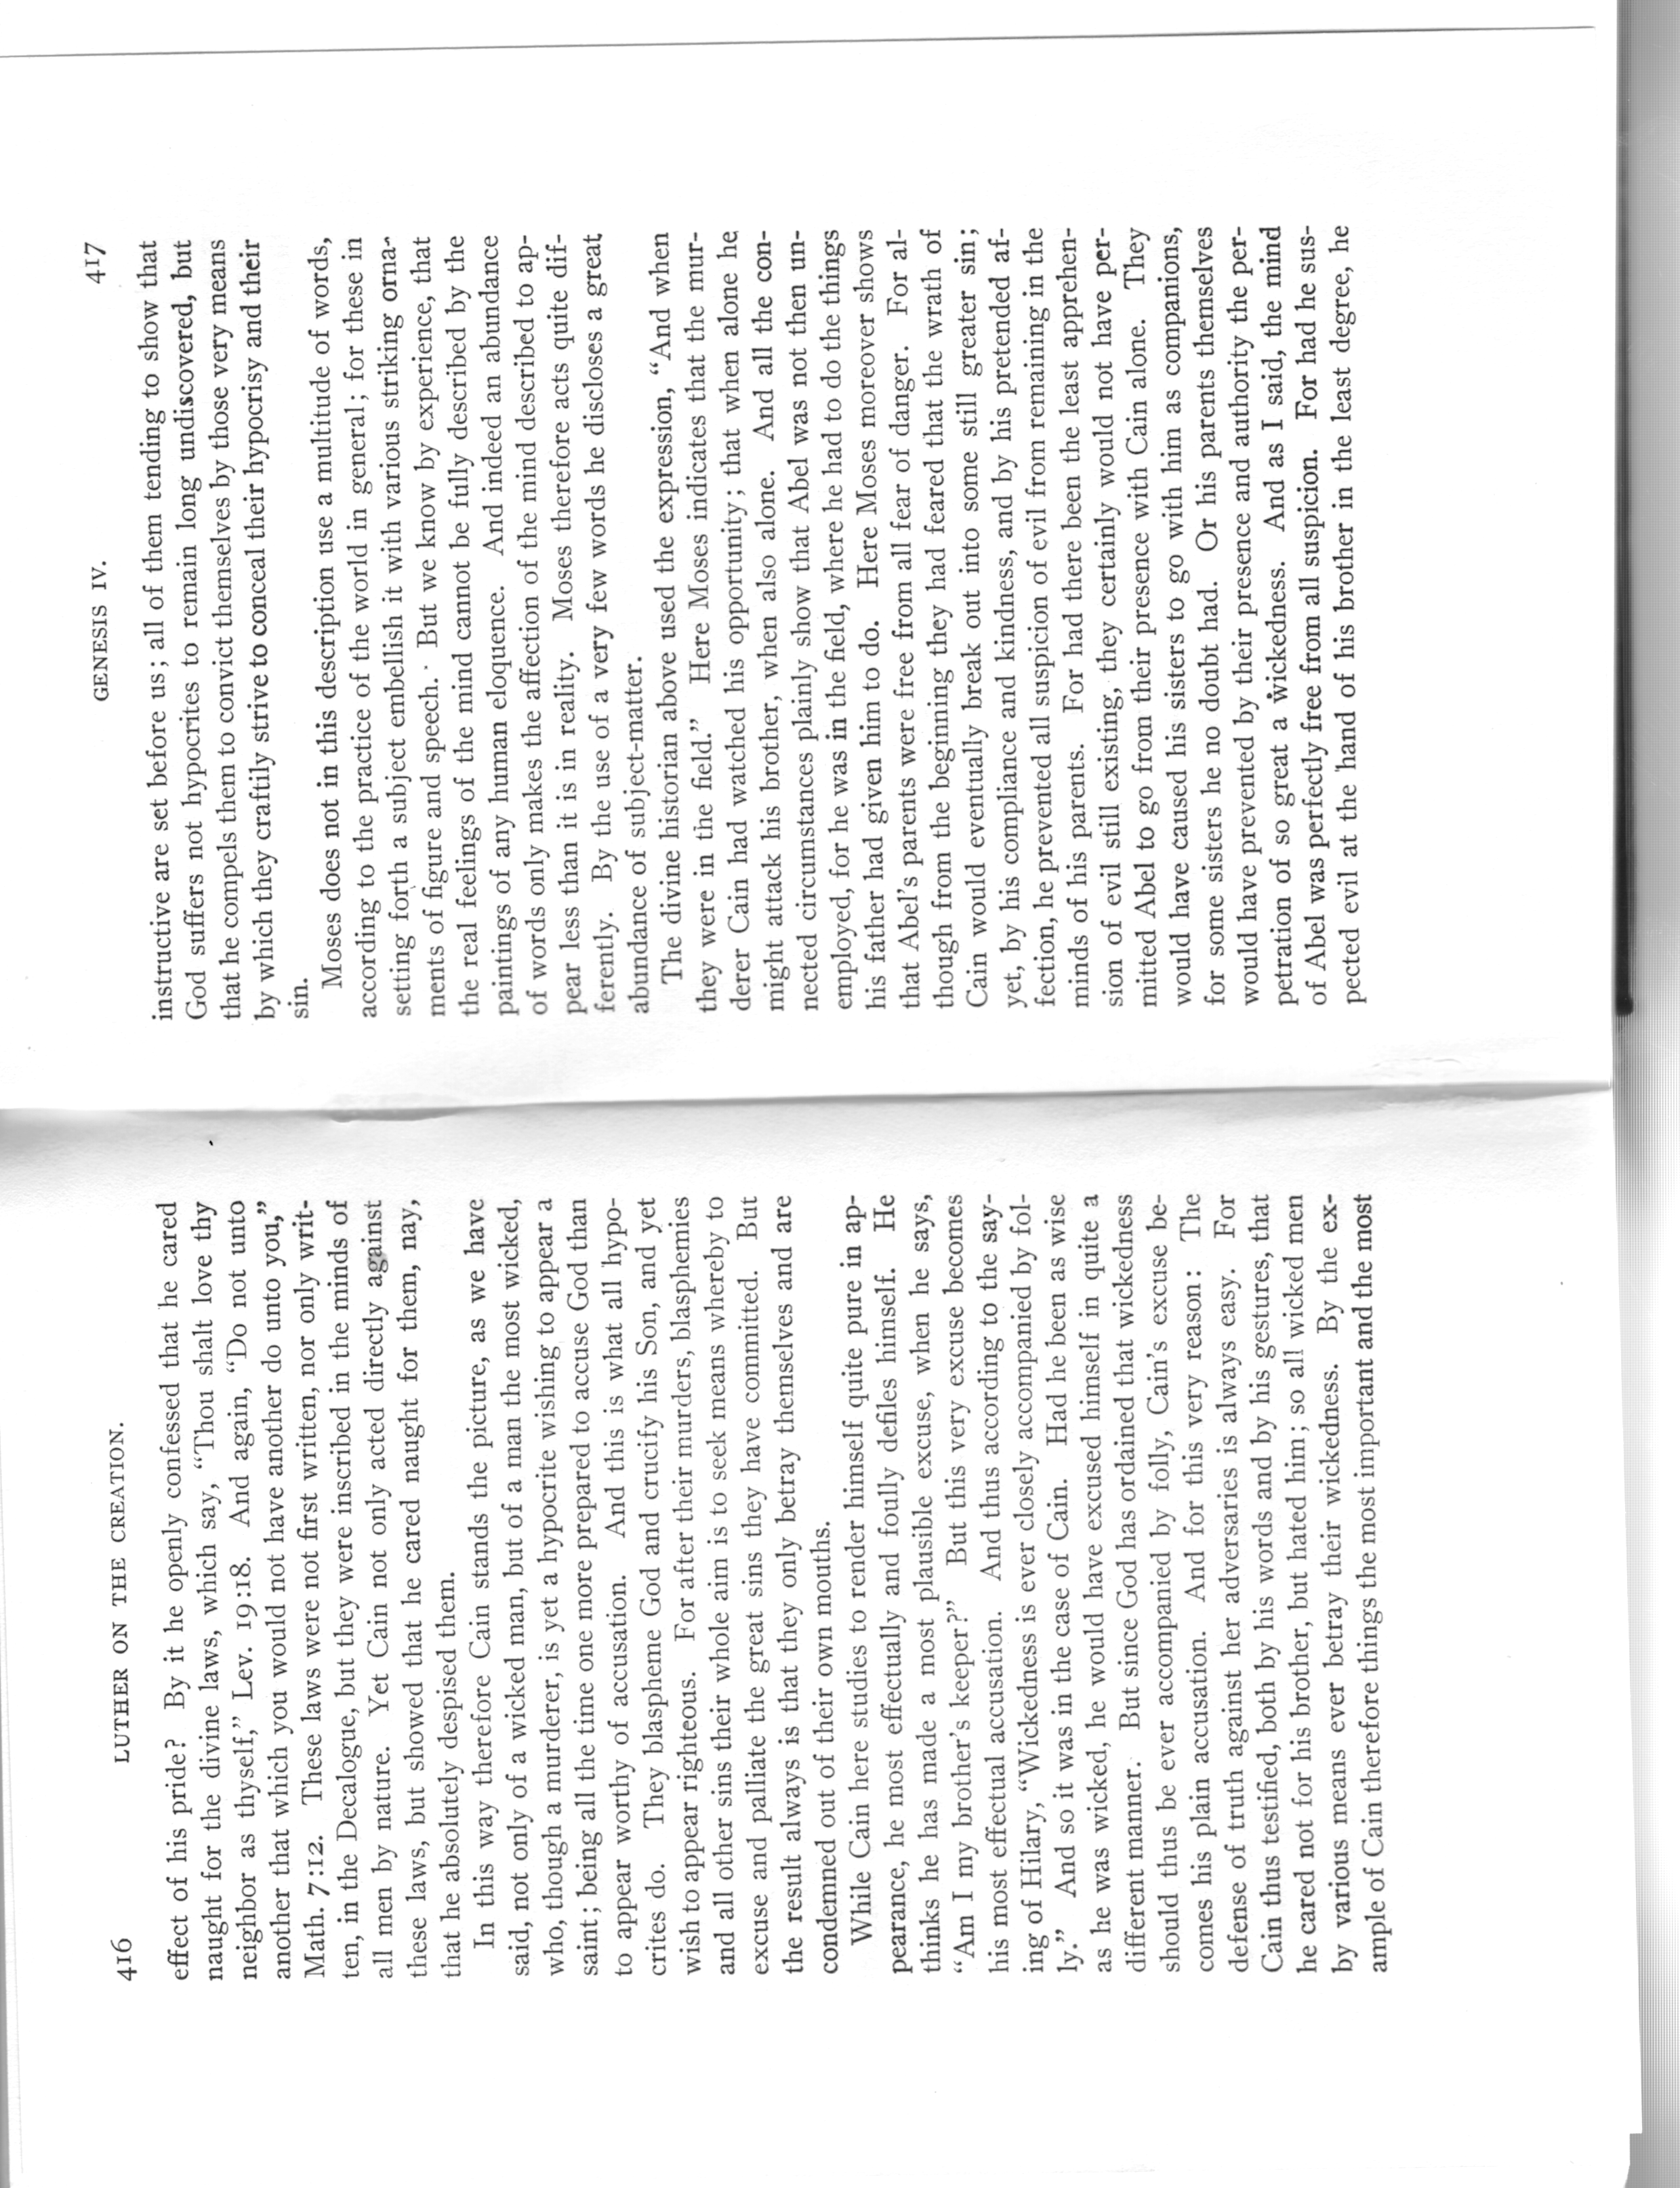 416 LUTHER ON THE CREATION.
effect of his pride? By it he openly confessed that he cared
naught for the divine laws, which say, “Thou shalt love thy
neighbor as thyself,” Lev. 19:18. And again, “Do not unto
another that which you would not have another do unto you,”
Math. 7:12. These laws were not first written, nor only writ-
ten, in the Decalogue, but they were inscribed in the minds of
all men by nature. Yet Cain not only acted directly against
these laws, but showed that he cared naught for them, nay,
that he absolutely despised them.
In this way therefore Cain stands the picture, as we have
said, not only of a wicked man, but of a man the most wicked,
who, though a murderer, is yet a hypocrite wishing to appear a
saint; being all the time one more prepared to accuse God than
to appear worthy of accusation. And this is what all hypo-
crites do. They blaspheme God and crucify his Son, and yet
wish to appear righteous. For after their murders, blasphemies
and all other sins their whole aim is to seek means whereby to
excuse and palliate the great sins they have committed. But
the result always is that they only betray themselves and are
condemned out of their own mouths.
While Cain here studies to render himself quite pure in ap-
pearance, he most effectually and foully defiles himself. He
thinks he has made a most plausible excuse, when he says,
“Am I my brother’s keeper?” But this very excuse becomes
his most effectual accusation. And thus according to the say-
ing of Hilary, “Wickedness is ever closely accompanied by fol-
ly.” And so it was in the case of Cain. Had he been as wise
as he was wicked, he would have excused himself in quite a
different manner. But since God has ordained that wickedness
should thus be ever accompanied by folly, Cain’s excuse be-
comes his plain accusation. And for this very reason: The
defense of truth against her adversaries is always easy. For
Cain thus testified, both by his words and by his gestures, that
he cared not for his brother, but hated him; so all wicked men
by various means ever betray their wickedness. By the ex-
ample of Cain therefore things the most important and the most
GENESIS IV. 417
instructive are set before us; all of them tending to show that
God suffers not hypocrites to remain long undiscovered, but
that he compels them to convict themselves by those very means
by which they craftily strive to conceal their hypocrisy and their
sin.
Moses does not in this description use a multitude of words,
according to the practice of the world in general; for these in
setting forth a subject embellish it with various striking orna-
ments of figure and speech. But we know by experience, that
the real feelings of the mind cannot be fully described by the
paintings of any human eloquence. And indeed an abundance
of words only makes the affection of the mind described to ap-
pear less than it is in reality. Moses therefore acts quite dif-
ferently. By the use of a very few words he discloses a great
abundance of subject-matter.
The divine historian above used the expression, “And when
they were in the field.” Here Moses indicates that the mur-
derer Cain had watched his opportunity; that when alone he
might attack his brother, when also alone. And all the con-
nected circumstances plainly show that Abel was not then un-
employed, for he was in the field, where he had to do the things
his father had given him to do. Here Moses moreover shows
that Abel’s parents were free from all fear of danger. For al-
though from the beginning they had feared that the wrath of
Cain would eventually break out into some still greater sin;
yet, by his compliance and kindness, and by his pretended af-
fection, he prevented all suspicion of evil from remaining in the
minds of his parents. For had there been the least apprehen-
sion of evil still existing, they certainly would not have per-
mitted Abel to go from their presence with Cain alone. They
would have caused his sisters to go with him as companions,
for some sisters he no doubt had. Or his parents themselves
would have prevented by their presence and authority the per-
petration of so great a wickedness. And as I said, the mind
of Abel was perfectly free from all suspicion. For had he sus-
pected evil at the hand of his brother in the least degree, he